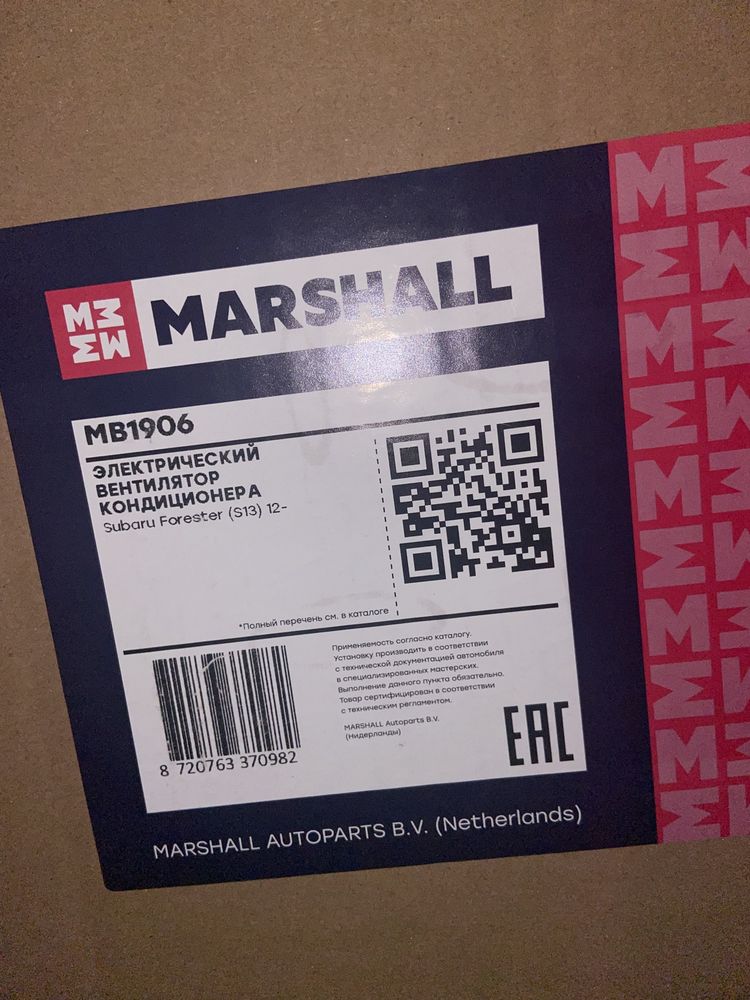 MARSHALL
MB1906
ЭЛЕКТРИЧЕСКИЙ
ВЕНТИЛЯТОР
КОНДИЦИОНЕРА
Subaru Forester (S13) 12-
*Полный перечень см. в каталоге
Применяемость согласно каталогу.
Установку производить в соответствии
с технической документацией автомобиля
в специализированных мастерских.
Выполнение данного пункта обязательно.
Товар сертифицирован в соответствии
с техническим регламентом.
MARSHALL Autoparts B.V.
(Нидерланды)
8 720763 370982
EAC
MARSHALL AUTOPARTS B.V. (Netherlands)